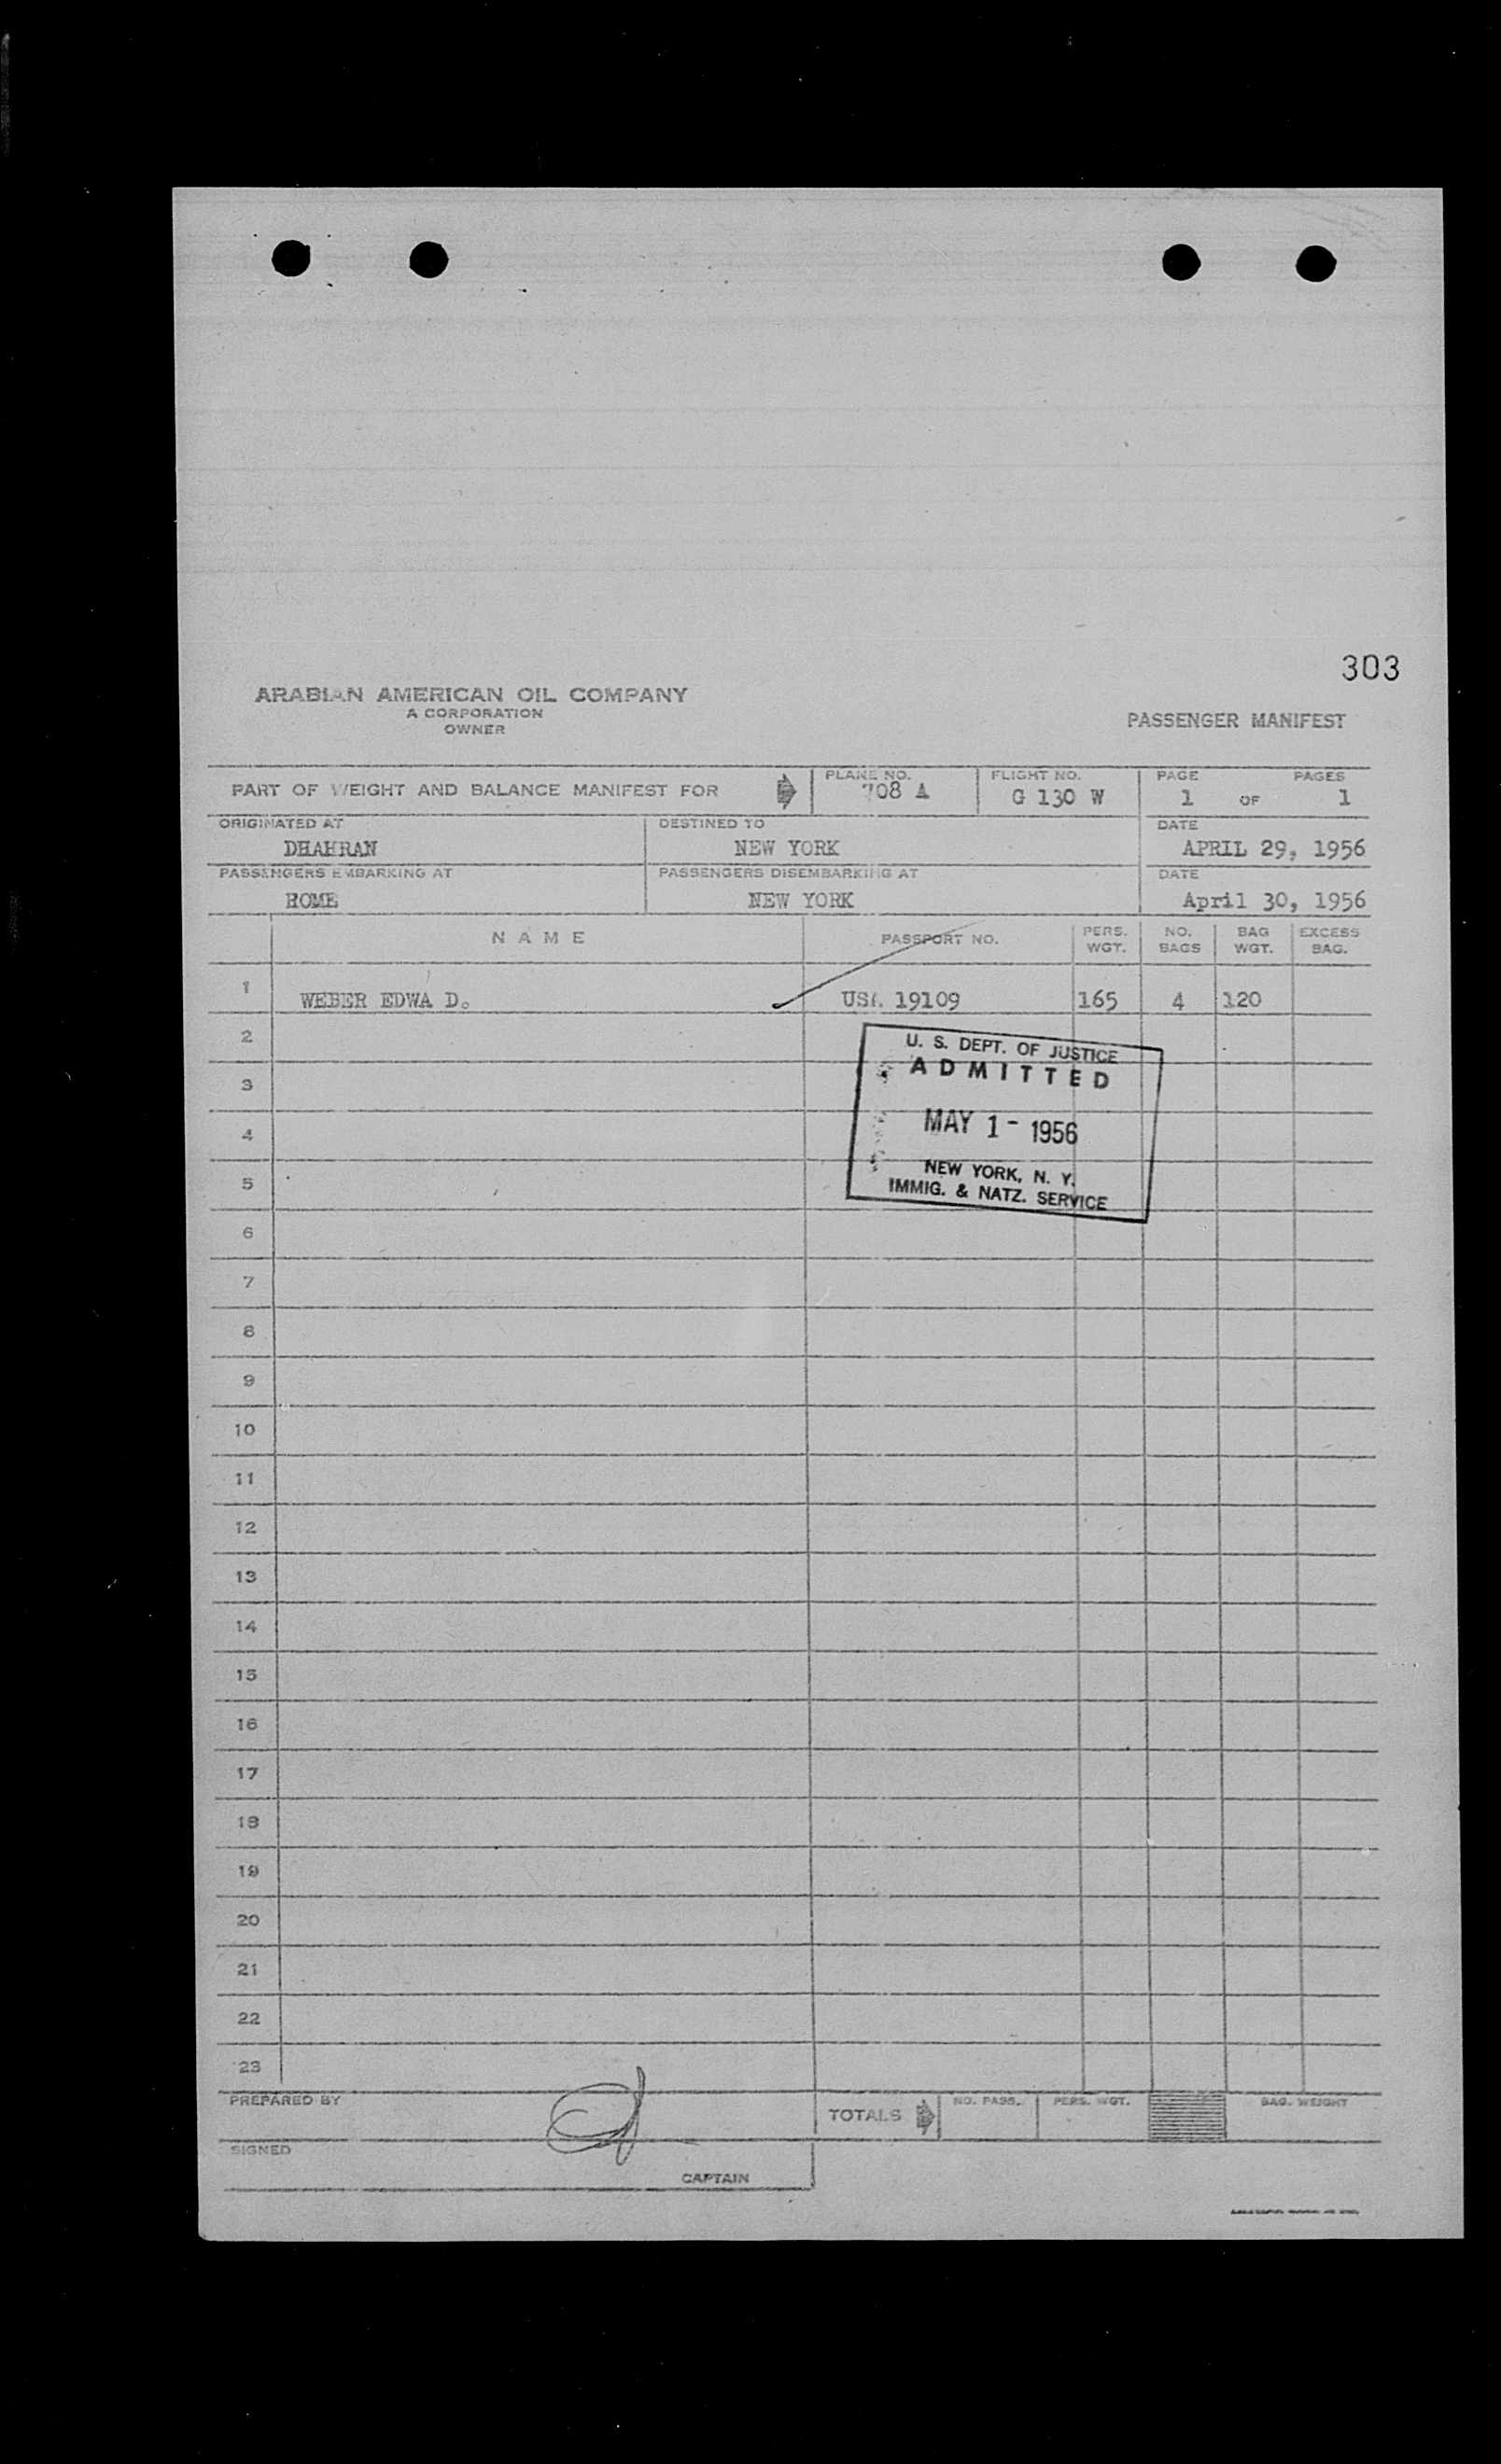 303
ARABIAN AMERICAN OIL COMPANY
A CORPORATION
OWNER
PASSENGER MANIFEST
PART OF WEIGHT AND BALANCE MANIFEST FOR
PLANE NO.
708 A
FLIGHT NO.
G 130 W
PAGE PAGES
1 OF 1
ORIGINATED AT
DHAHRAN
DESTINED TO
NEW YORK
DATE
APRIL 29, 1956
PASSENGERS EMBARKING AT
ROME
PASSENGERS DISEMBARKING AT
NEW YORK
DATE
April 30, 1956
NAME PASSPORT NO. PERS. WGT. NO. BAGS BAG WGT. EXCESS BAG.
1 WEBER EDWA D. USA 19109 165 4 120
U. S. DEPT. OF JUSTICE
ADMITTED
MAY 1 - 1956
NEW YORK, N. Y.
IMMIG. & NATZ. SERVICE
2
3
4
5
6
7
8
9
10
11
12
13
14
15
16
17
18
19
20
21
22
23
PREPARED BY
TOTALS NO. PASS. PERS. WGT. BAG. WEIGHT
SIGNED
CAPTAIN